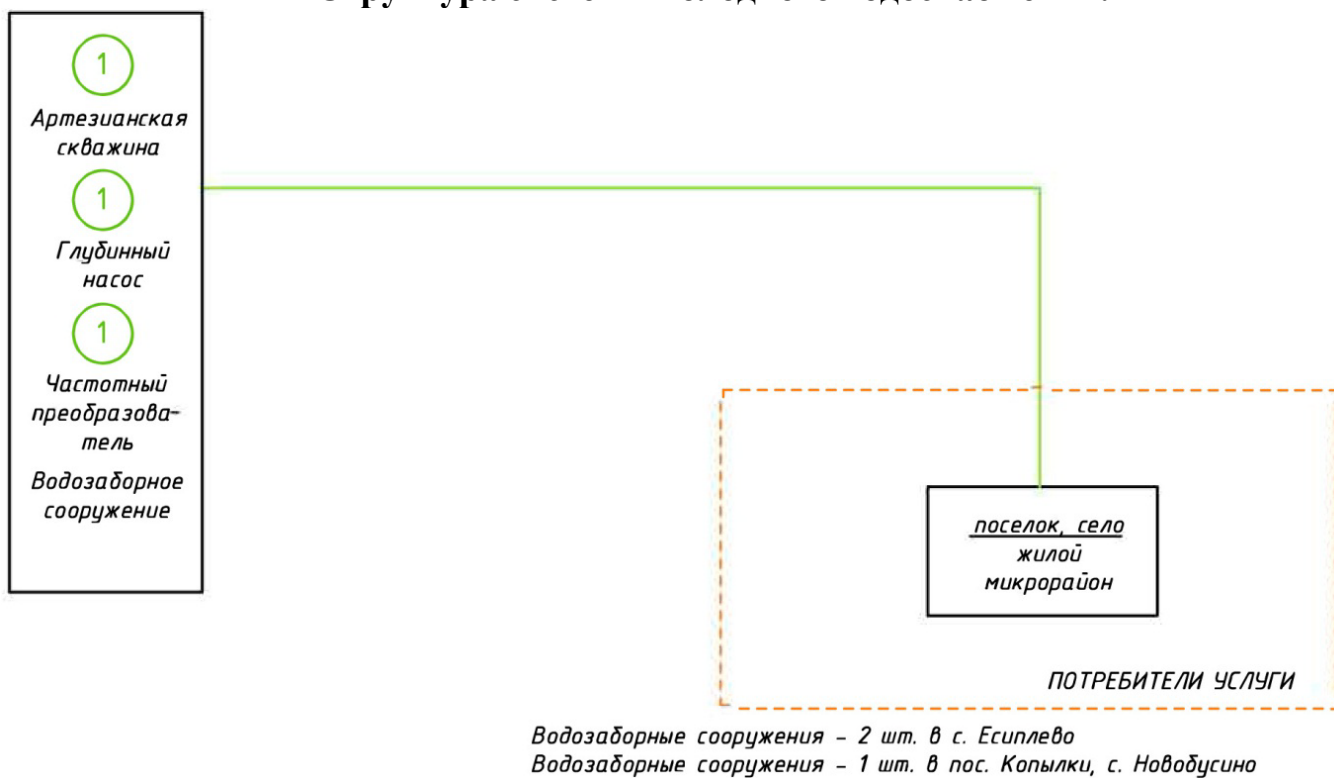 1
Артезианская
скважина
1
Глубинный
насос
1
Частотный
преобразова-
тель
Водозаборное
сооружение
поселок, село
жилой
микрорайон
ПОТРЕБИТЕЛИ УСЛУГИ
Водозаборные сооружения - 2 шт. в с. Есиплево
Водозаборные сооружения - 1 шт. в пос. Копылки, с. Новобусино